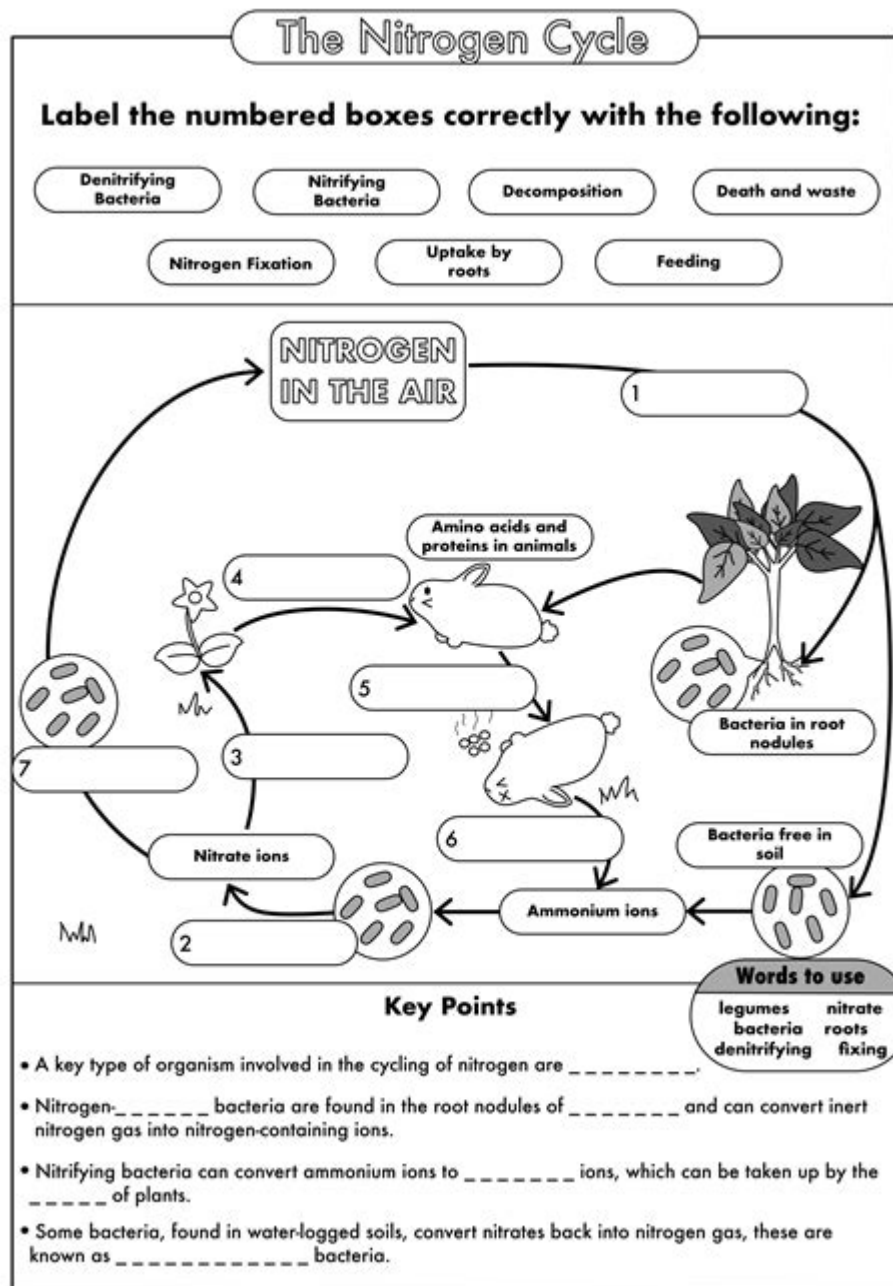 The Nitrogen Cycle
Label the numbered boxes correctly with the following:
Denitrifying
Bacteria
Nitrifying
Bacteria
Decomposition
Death and waste
Nitrogen Fixation
Uptake by
roots
Feeding
NITROGEN
IN THE AIR
1
Amino acids and
proteins in animals
4
5
Bacteria in root
nodules
3
7
6
Bacteria free in
soil
Nitrate ions
Ammonium ions
2
Words to use
legumes nitrate
bacteria roots
denitrifying fixing
Key Points
• A key type of organism involved in the cycling of nitrogen are _ _ _ _ _ _ _ _.
• Nitrogen-_ _ _ _ _ _ bacteria are found in the root nodules of _ _ _ _ _ _ _ and can convert inert
nitrogen gas into nitrogen-containing ions.
• Nitrifying bacteria can convert ammonium ions to _ _ _ _ _ _ _ ions, which can be taken up by the
_ _ _ _ _ of plants.
• Some bacteria, found in water-logged soils, convert nitrates back into nitrogen gas, these are
known as _ _ _ _ _ _ _ _ _ _ _ _ bacteria.